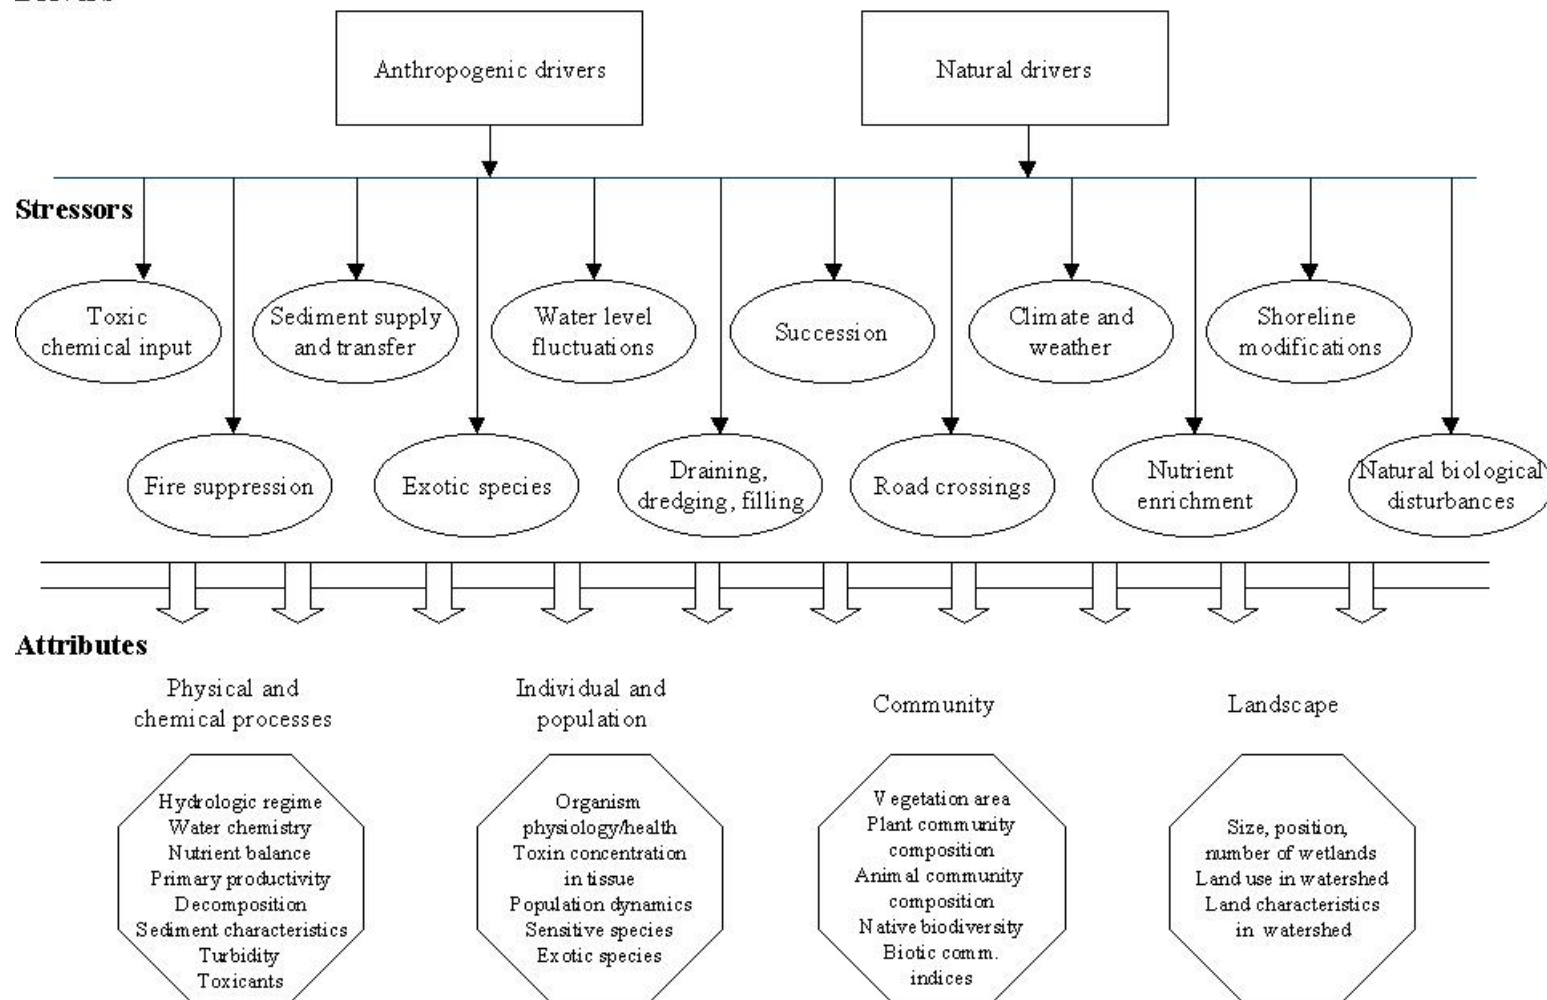 Anthropogenic drivers
Natural drivers
Stressors
Toxic
chemical input
Sediment supply
and transfer
Water level
fluctuations
Succession
Climate and
weather
Shoreline
modifications
Fire suppression
Exotic species
Draining,
dredging, filling
Road crossings
Nutrient
enrichment
Natural biological
disturbances
Attributes
Physical and
chemical processes
Individual and
population
Community
Landscape
Hydrologic regime
Water chemistry
Nutrient balance
Primary productivity
Decomposition
Sediment characteristics
Turbidity
Toxicants
Organism
physiology/health
Toxin concentration
in tissue
Population dynamics
Sensitive species
Exotic species
Vegetation area
Plant community
composition
Animal community
composition
Native biodiversity
Biotic comm.
indices
Size, position,
number of wetlands
Land use in watershed
Land characteristics
in watershed